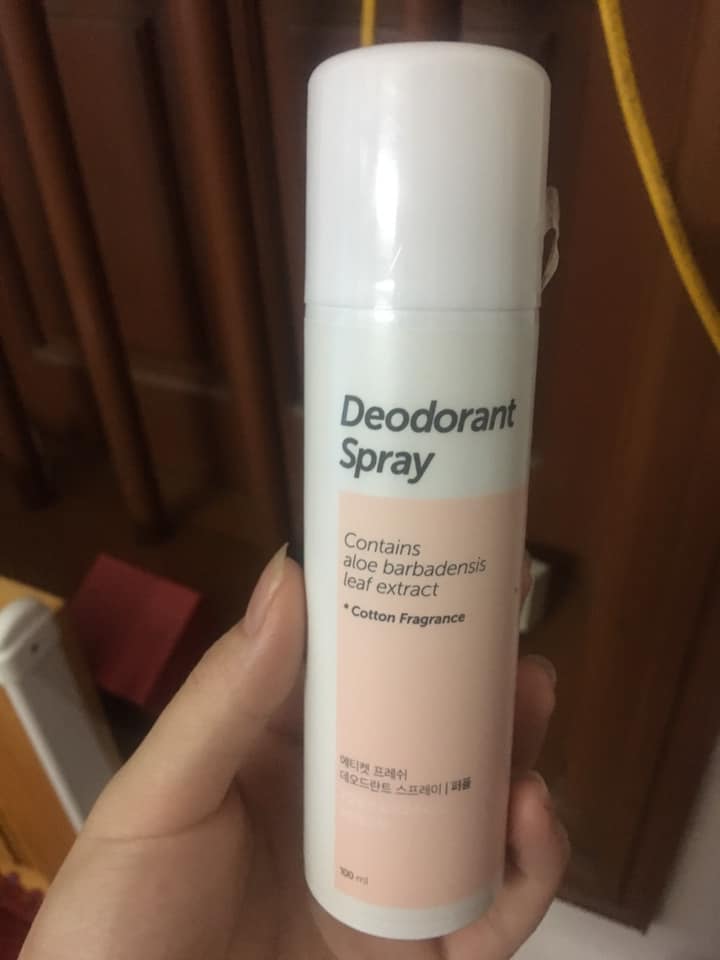 Deodorant
Spray
Contains
aloe barbadensis
leaf extract
* Cotton Fragrance
에티켓 프레쉬
데오드란트 스프레이 | 퍼퓸
100 ml